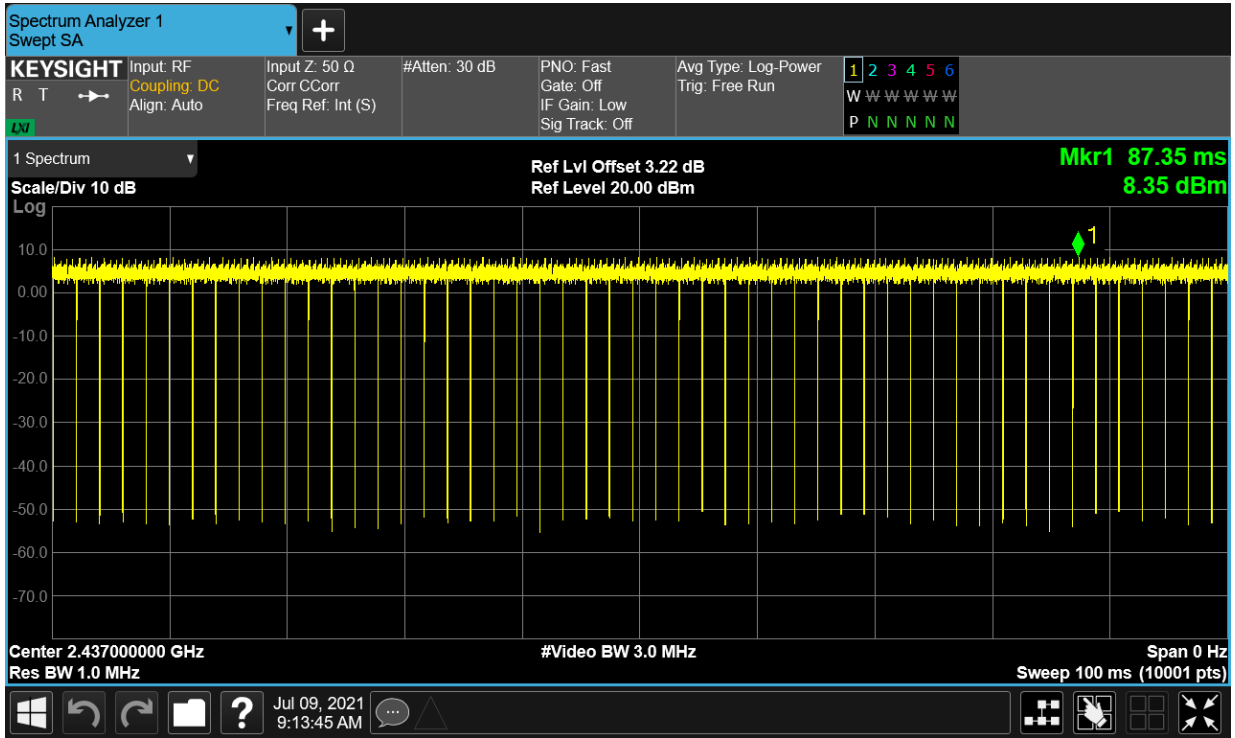 Spectrum Analyzer 1
Swept SA
KEYSIGHT
R T
LXI
Input: RF
Coupling: DC
Align: Auto
Input Z: 50 Ω
Corr CCorr
Freq Ref: Int (S)
#Atten: 30 dB
PNO: Fast
Gate: Off
IF Gain: Low
Sig Track: Off
Avg Type: Log-Power
Trig: Free Run
1 2 3 4 5 6
W W W W W W
P N N N N N
1 Spectrum
Scale/Div 10 dB
Log
Ref Lvl Offset 3.22 dB
Ref Level 20.00 dBm
Mkr1 87.35 ms
8.35 dBm
1
10.0
0.00
-10.0
-20.0
-30.0
-40.0
-50.0
-60.0
-70.0
Center 2.437000000 GHz
#Video BW 3.0 MHz
Span 0 Hz
Res BW 1.0 MHz
Sweep 100 ms (10001 pts)
?
Jul 09, 2021
9:13:45 AM